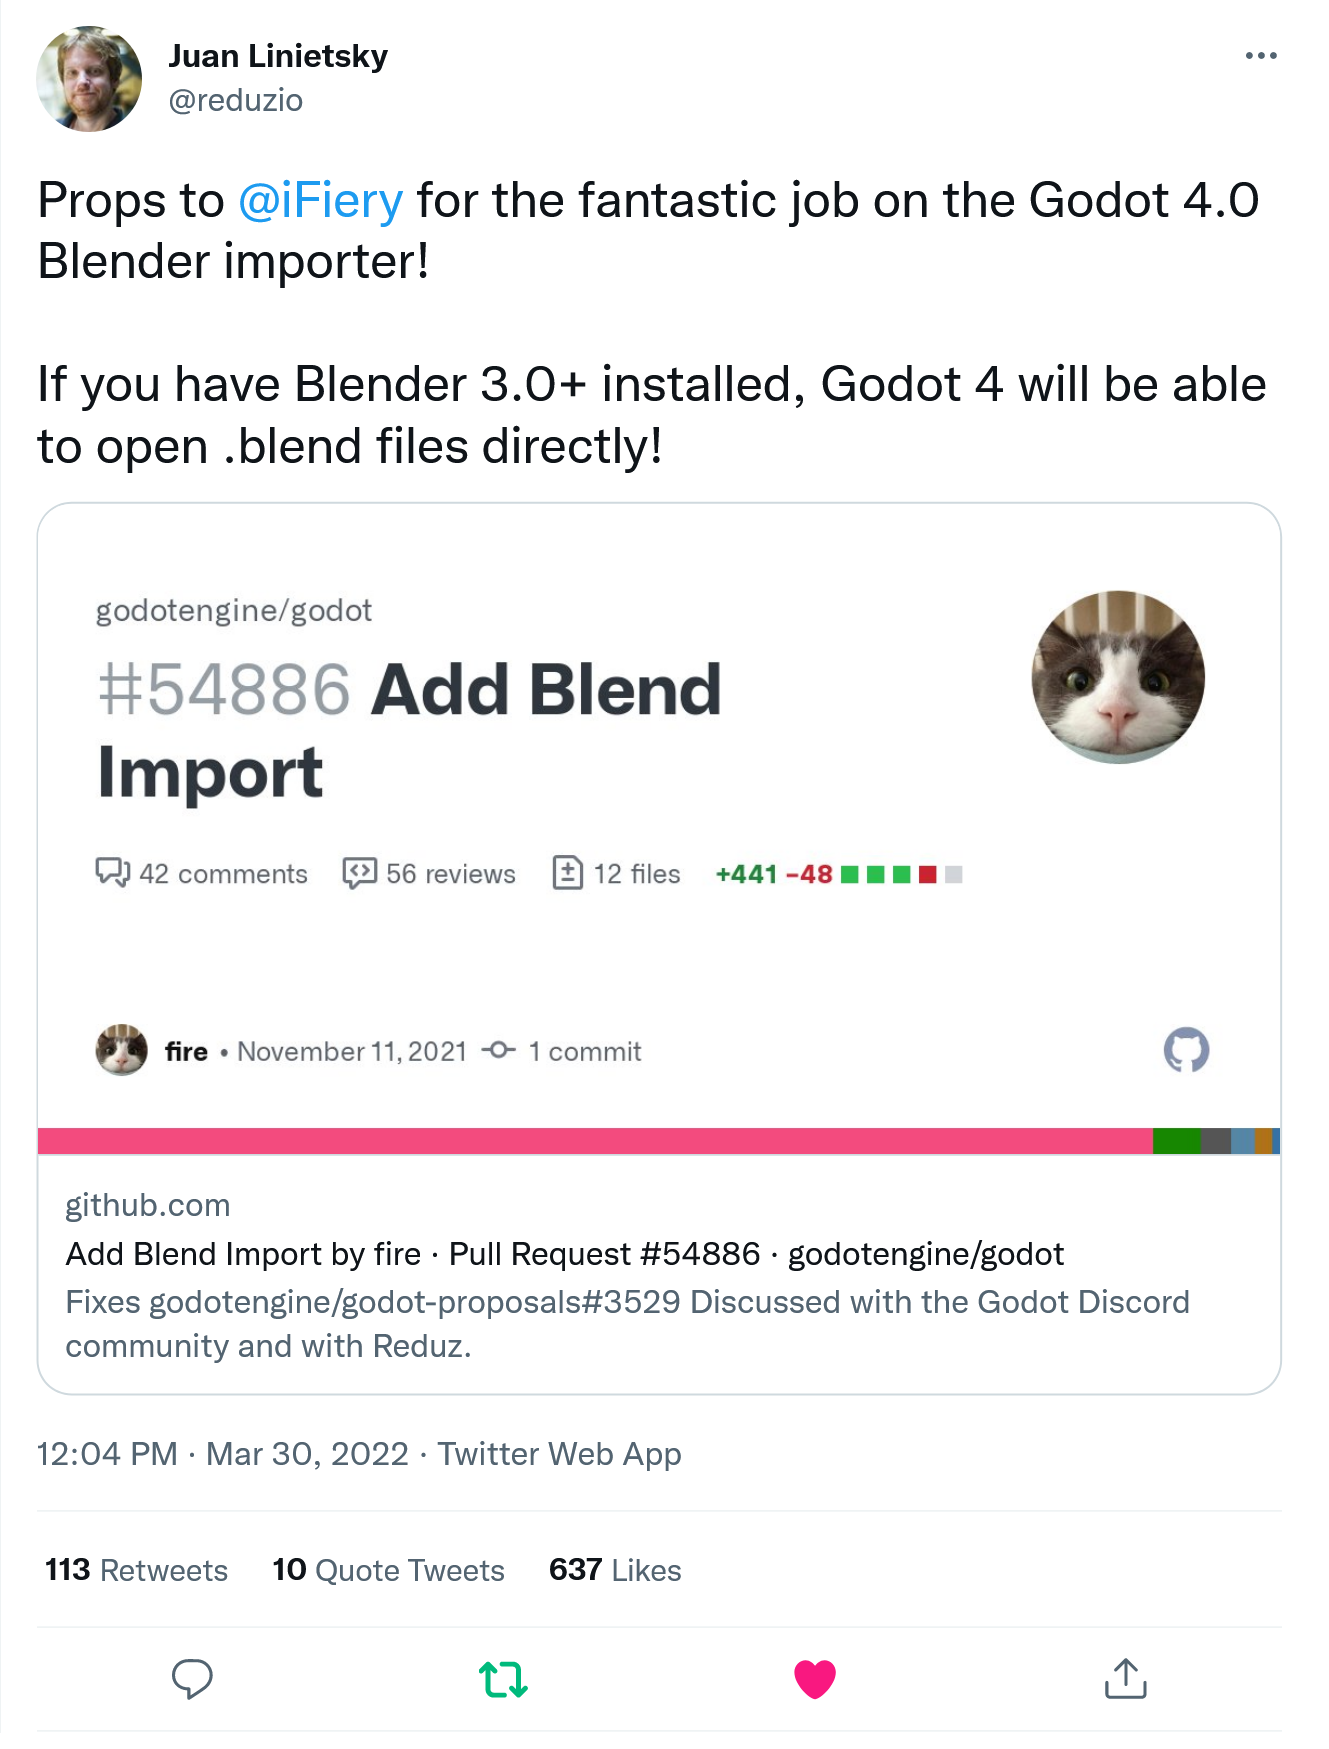 Juan Linietsky
@reduzio
Props to @iFiery for the fantastic job on the Godot 4.0
Blender importer!
If you have Blender 3.0+ installed, Godot 4 will be able
to open .blend files directly!
godotengine/godot
#54886 Add Blend
Import
42 comments 56 reviews 12 files +441 −48
fire • November 11, 2021 1 commit
github.com
Add Blend Import by fire · Pull Request #54886 · godotengine/godot
Fixes godotengine/godot-proposals#3529 Discussed with the Godot Discord
community and with Reduz.
12:04 PM · Mar 30, 2022 · Twitter Web App
113 Retweets 10 Quote Tweets 637 Likes